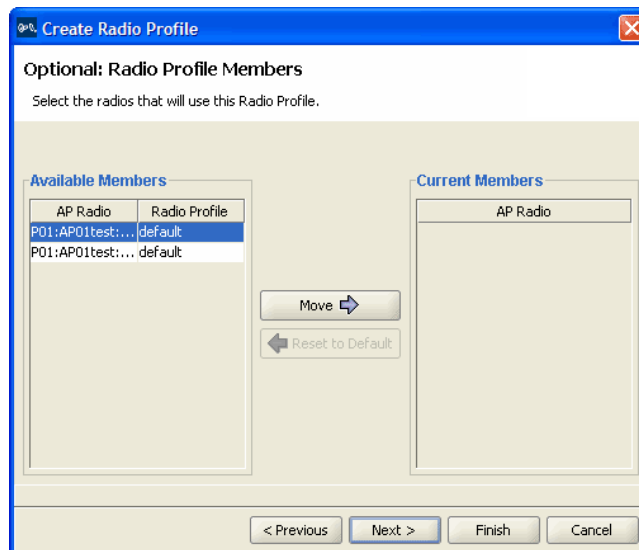 Create Radio Profile
Optional: Radio Profile Members
Select the radios that will use this Radio Profile.
Available Members
AP Radio Radio Profile
P01:AP01test:... default
P01:AP01test:... default
Move
Reset to Default
Current Members
AP Radio
< Previous Next > Finish Cancel